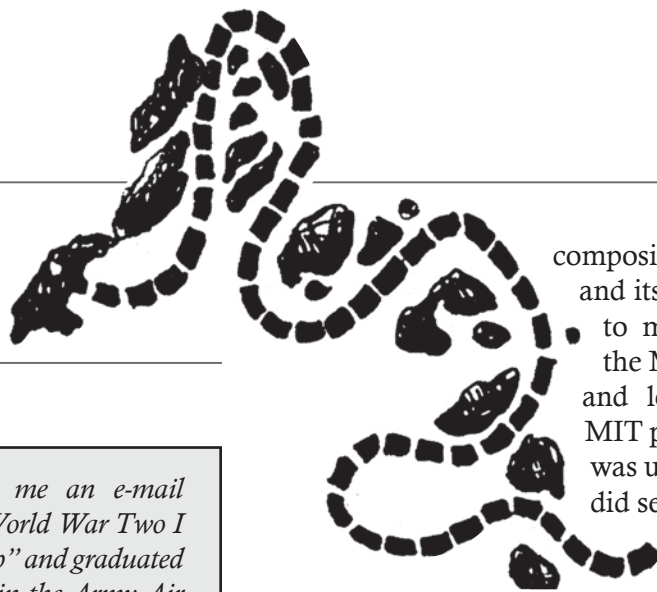 me an e-mail
World War Two I
” and graduated
in the Army Air
composi
and its
to m
the
and
MIT p
was u
did se